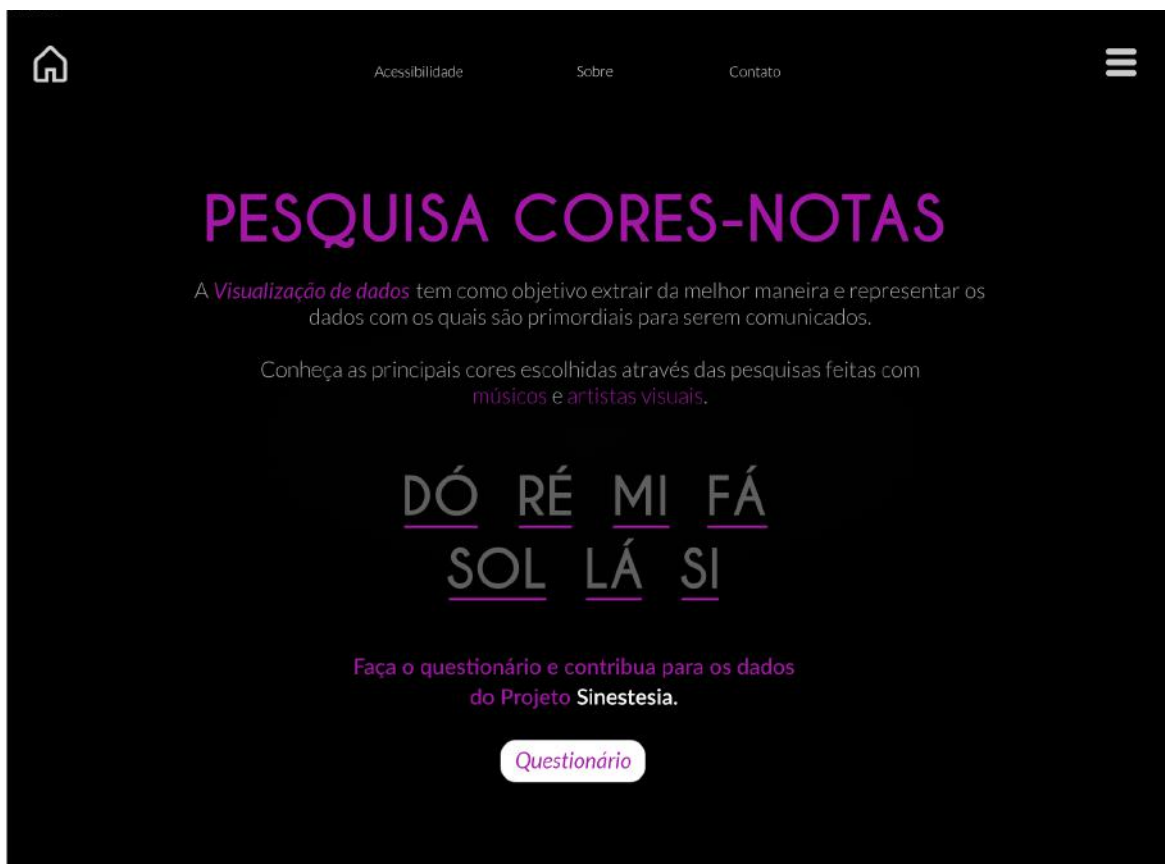 Acessibilidade Sobre Contato
PESQUISA CORES-NOTAS
A Visualização de dados tem como objetivo extrair da melhor maneira e representar os
dados com os quais são primordiais para serem comunicados.
Conheça as principais cores escolhidas através das pesquisas feitas com
músicos e artistas visuais.
DÓ RÉ MI FÁ
SOL LÁ SI
Faça o questionário e contribua para os dados
do Projeto Sinestesia.
Questionário